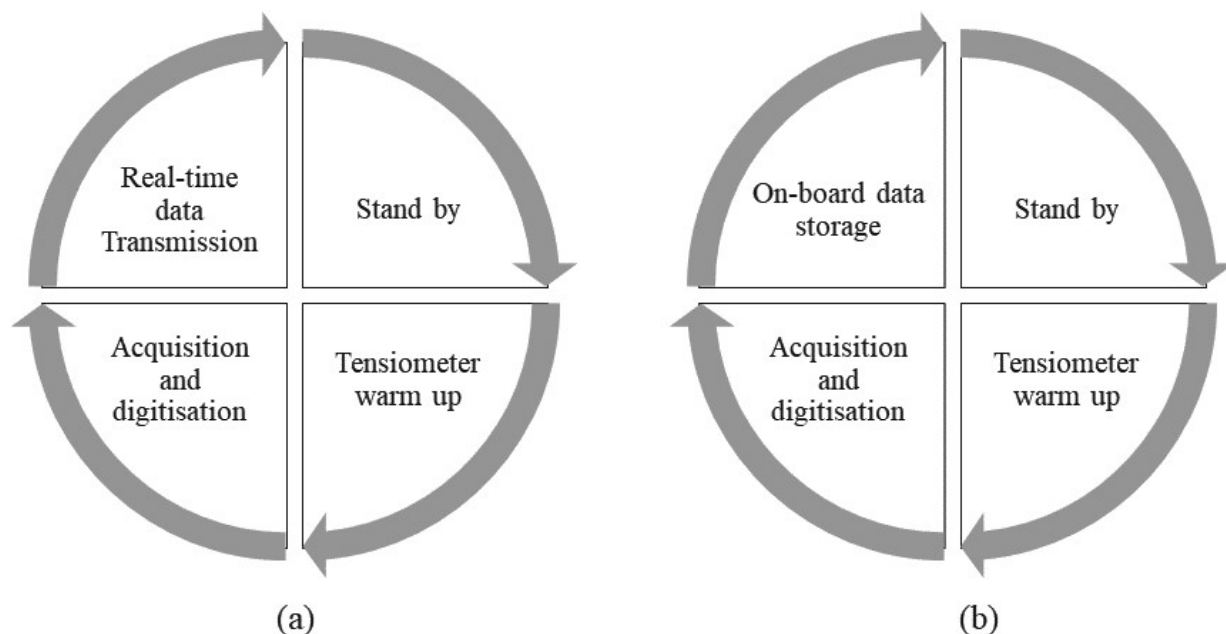 Real-time
data
Transmission
Stand by
Acquisition
and
digitisation
Tensiometer
warm up
(a)
On-board data
storage
Stand by
Acquisition
and
digitisation
Tensiometer
warm up
(b)